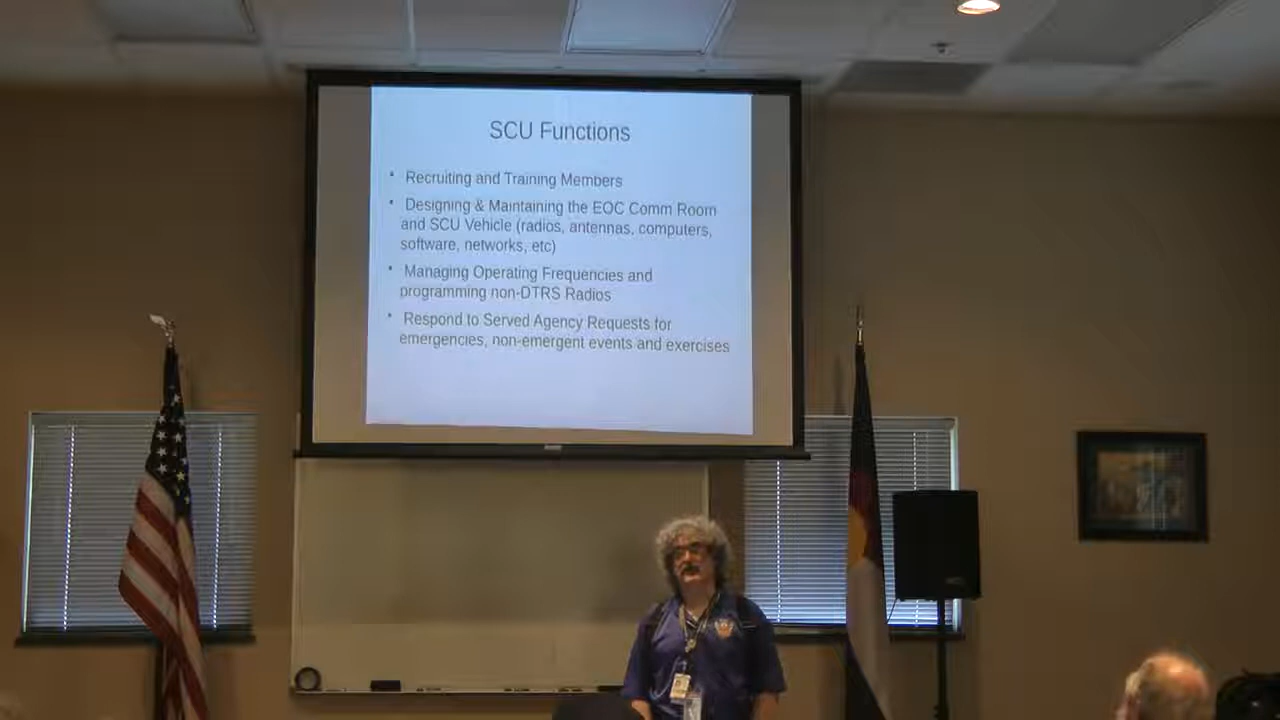 SCU Functions
• Recruiting and Training Members
• Designing & Maintaining the EOC Comm Room
and SCU Vehicle (radios, antennas, computers,
software, networks, etc)
• Managing Operating Frequencies and
programming non-DTRS Radios
• Respond to Served Agency Requests for
emergencies, non-emergent events and exercises